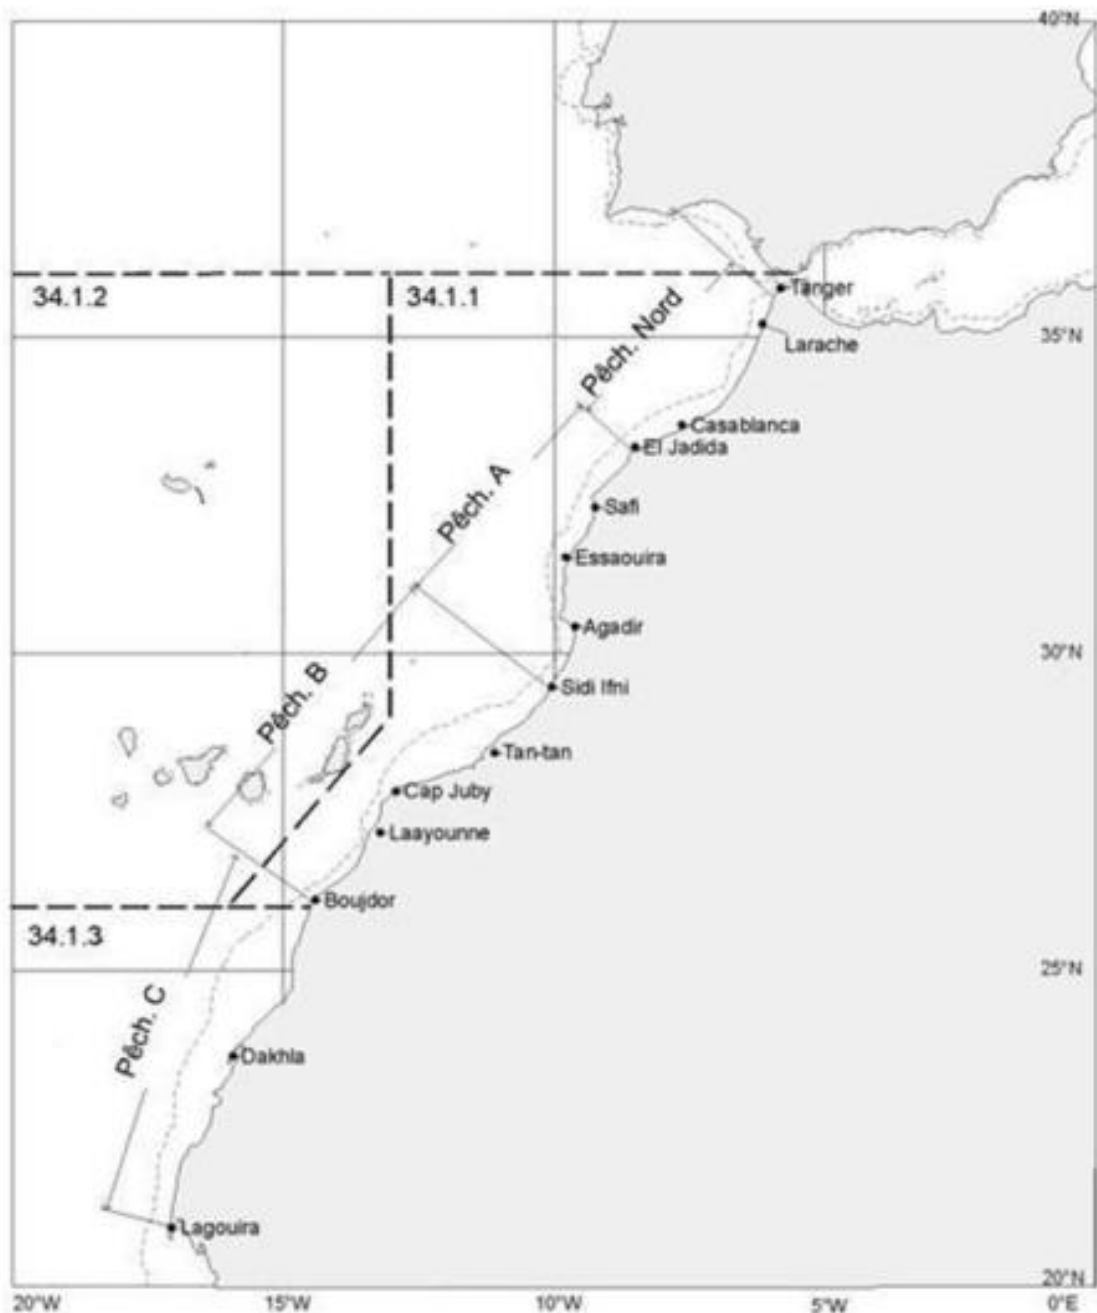 40°N
34.1.2
34.1.1
Tanger
Pêch. Nord
35°N
Larache
Casablanca
El Jadida
Pêch. A
Safi
Essaouira
Agadir
30°N
Sidi Ifni
Pêch. B
Tan-tan
Cap Juby
Laayounne
Boujdor
34.1.3
25°N
Pêch. C
Dakhla
Lagouira
20°N
20°W
15°W
10°W
5°W
0°E